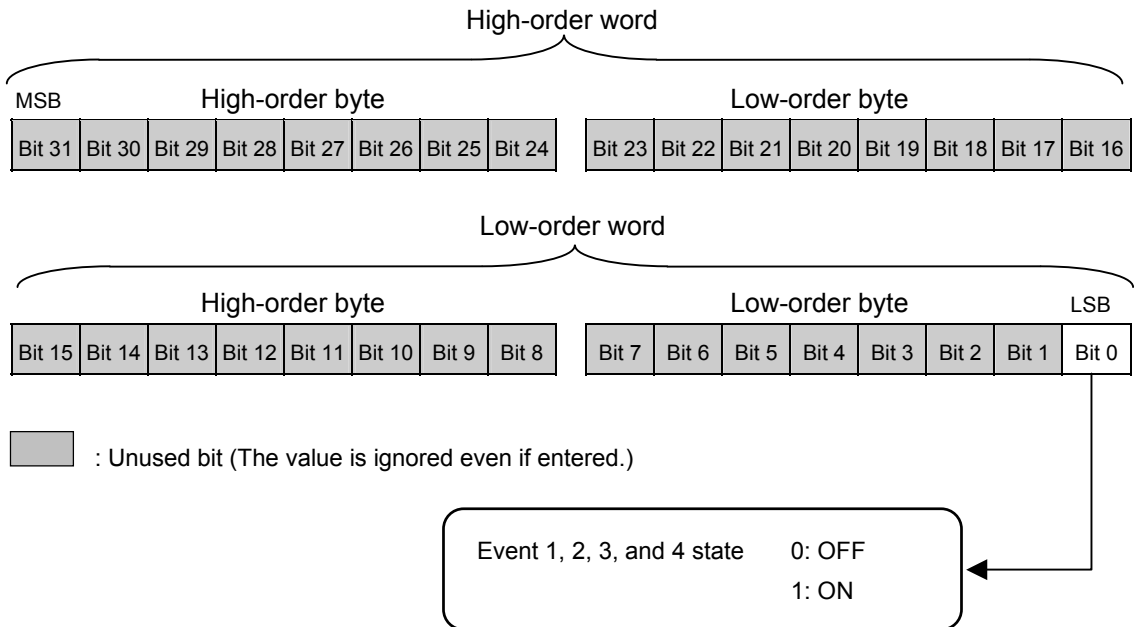 High-order word
MSB High-order byte Low-order byte
Bit 31 Bit 30 Bit 29 Bit 28 Bit 27 Bit 26 Bit 25 Bit 24 Bit 23 Bit 22 Bit 21 Bit 20 Bit 19 Bit 18 Bit 17 Bit 16
Low-order word
High-order byte Low-order byte LSB
Bit 15 Bit 14 Bit 13 Bit 12 Bit 11 Bit 10 Bit 9 Bit 8 Bit 7 Bit 6 Bit 5 Bit 4 Bit 3 Bit 2 Bit 1 Bit 0
: Unused bit (The value is ignored even if entered.)
Event 1, 2, 3, and 4 state 0: OFF
1: ON